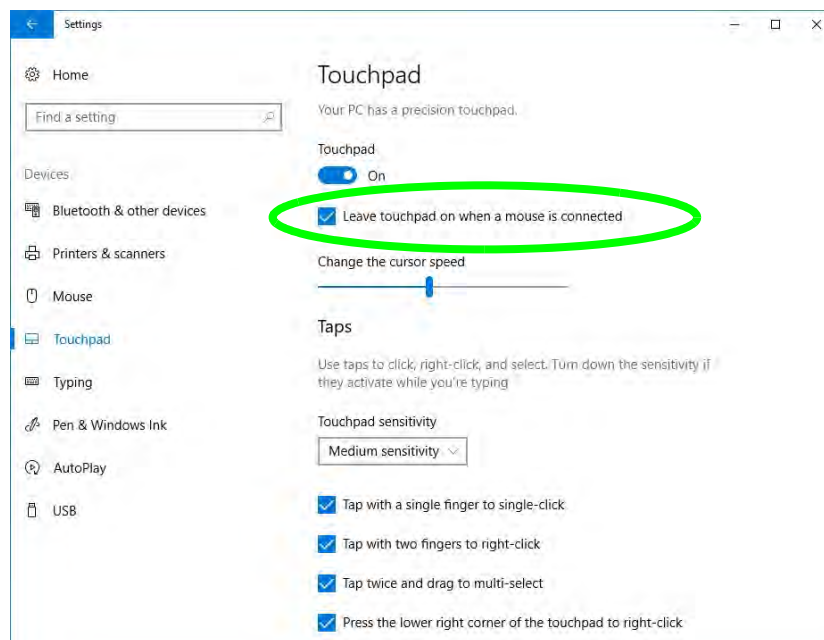 Settings
Home
Find a setting
Devices
Bluetooth & other devices
Printers & scanners
Mouse
Touchpad
Typing
Pen & Windows Ink
AutoPlay
USB
Touchpad
Your PC has a precision touchpad.
Touchpad
On
Leave touchpad on when a mouse is connected
Change the cursor speed
Taps
Use taps to click, right-click, and select. Turn down the sensitivity if
they activate while you're typing
Touchpad sensitivity
Medium sensitivity
Tap with a single finger to single-click
Tap with two fingers to right-click
Tap twice and drag to multi-select
Press the lower right corner of the touchpad to right-click